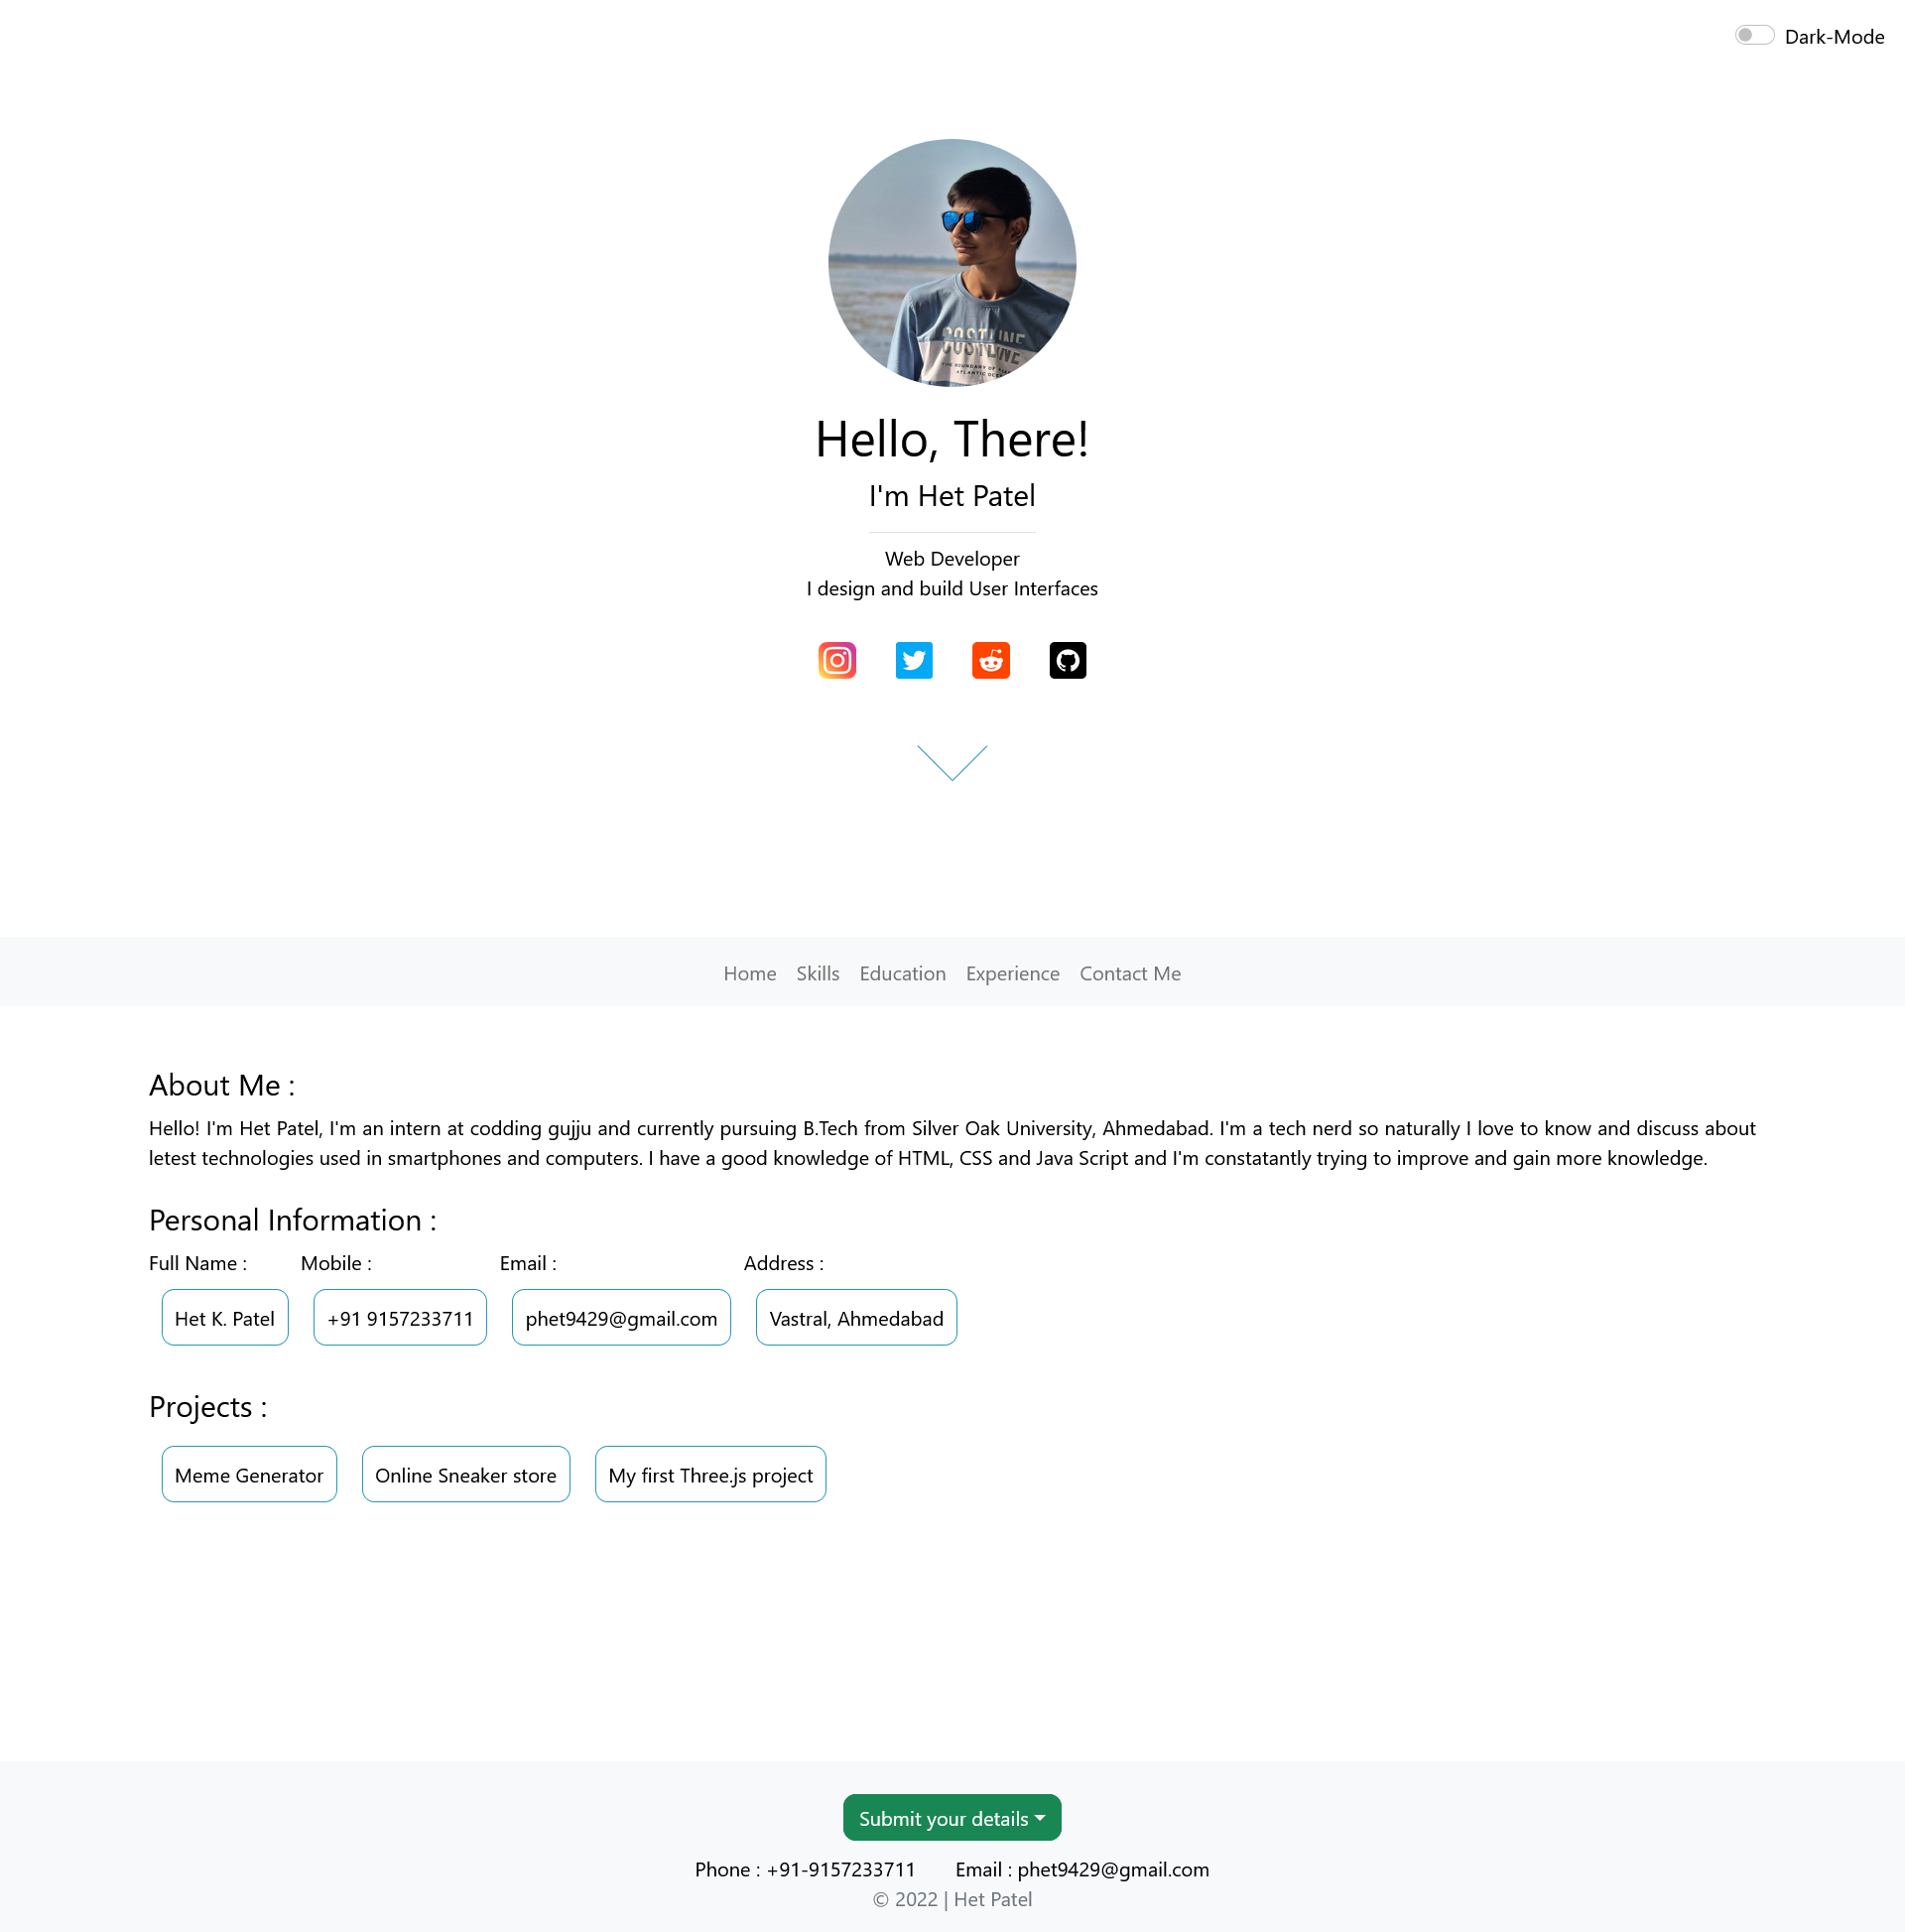 Dark-Mode
COSTLINE
Hello, There!
I'm Het Patel
Web Developer
I design and build User Interfaces
Home Skills Education Experience Contact Me
About Me :
Hello! I'm Het Patel, I'm an intern at codding gujju and currently pursuing B.Tech from Silver Oak University, Ahmedabad. I'm a tech nerd so naturally I love to know and discuss about
letest technologies used in smartphones and computers. I have a good knowledge of HTML, CSS and Java Script and I'm constatantly trying to improve and gain more knowledge.
Personal Information :
Full Name : Mobile : Email : Address :
Het K. Patel +91 9157233711 phet9429@gmail.com Vastral, Ahmedabad
Projects :
Meme Generator Online Sneaker store My first Three.js project
Submit your details
Phone : +91-9157233711 Email : phet9429@gmail.com
© 2022 | Het Patel